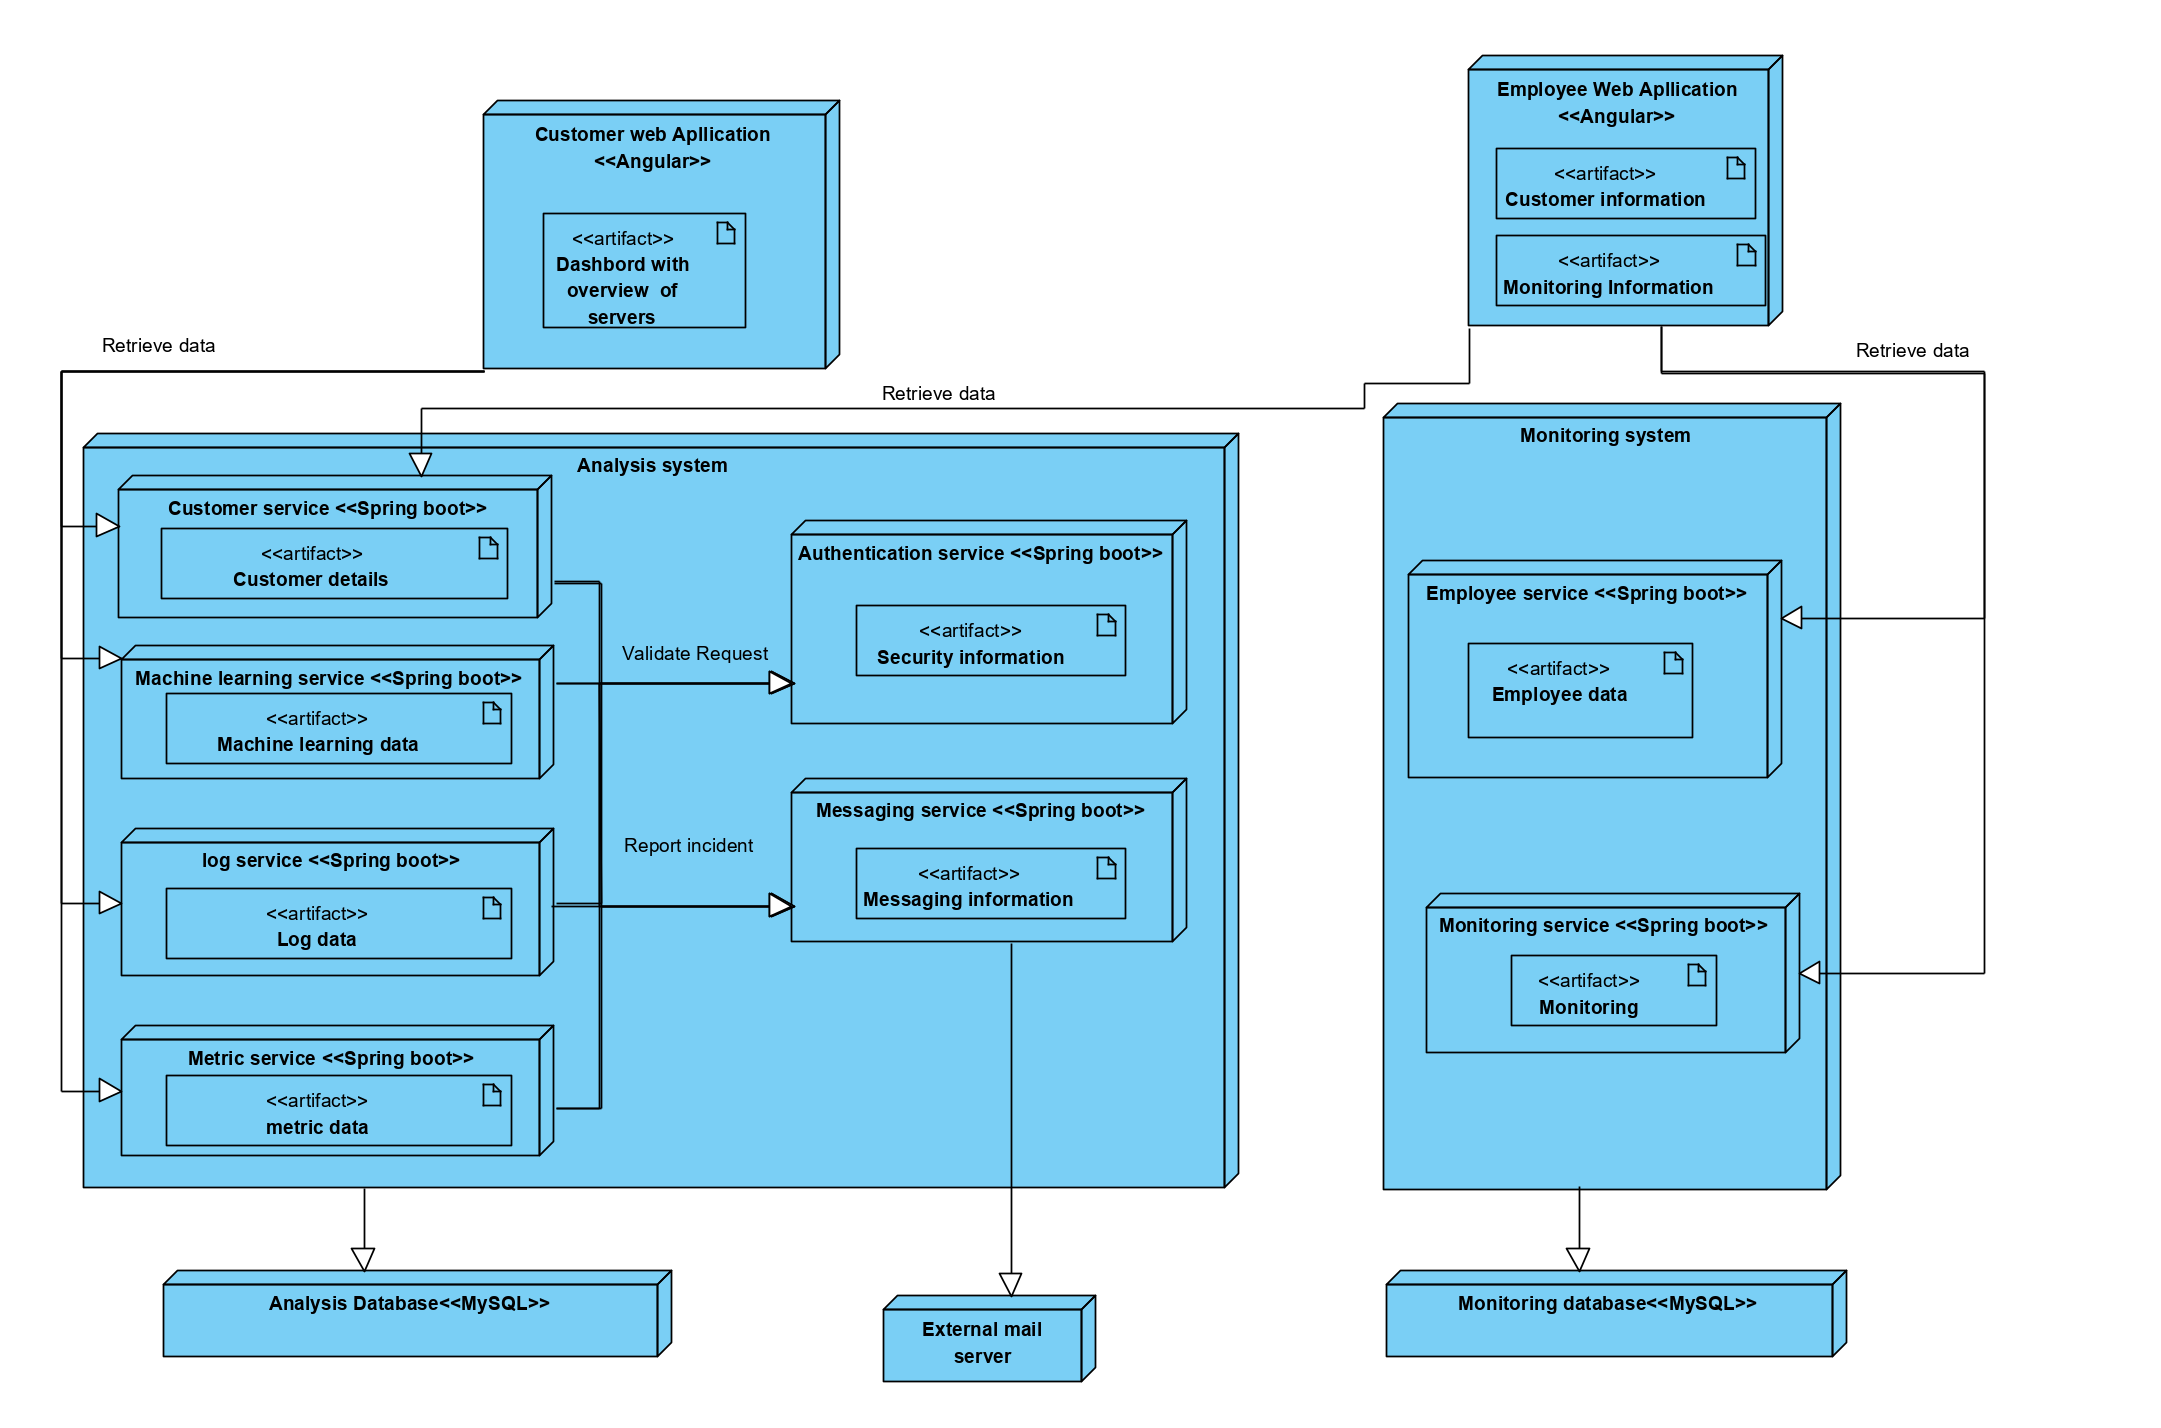 Employee Web Apllication
<<Angular>>
<<artifact>>
Customer information
<<artifact>>
Monitoring Information
Customer web Apllication
<<Angular>>
<<artifact>>
Dashbord with
overview  of
servers
Retrieve data
Retrieve data
Retrieve data
Analysis system
Customer service <<Spring boot>>
<<artifact>>
Customer details
Machine learning service <<Spring boot>>
<<artifact>>
Machine learning data
log service <<Spring boot>>
<<artifact>>
Log data
Metric service <<Spring boot>>
<<artifact>>
metric data
Validate Request
Report incident
Authentication service <<Spring boot>>
<<artifact>>
Security information
Messaging service <<Spring boot>>
<<artifact>>
Messaging information
Monitoring system
Employee service <<Spring boot>>
<<artifact>>
Employee data
Monitoring service <<Spring boot>>
<<artifact>>
Monitoring
Analysis Database<<MySQL>>
External mail
server
Monitoring database<<MySQL>>